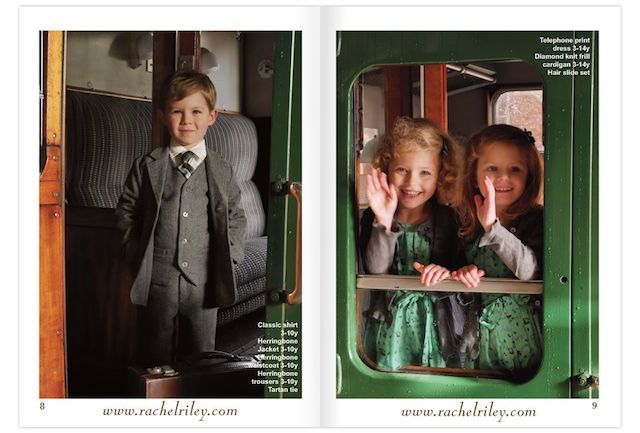 Classic shirt
3-10y
Herringbone
Jacket 3-10y
Herringbone
waistcoat 3-10y
Herringbone
trousers 3-10y
Tartan tie
8
www.rachelriley.com
Telephone print
dress 3-14y
Diamond knit frill
cardigan 3-14y
Hair slide set
www.rachelriley.com
9